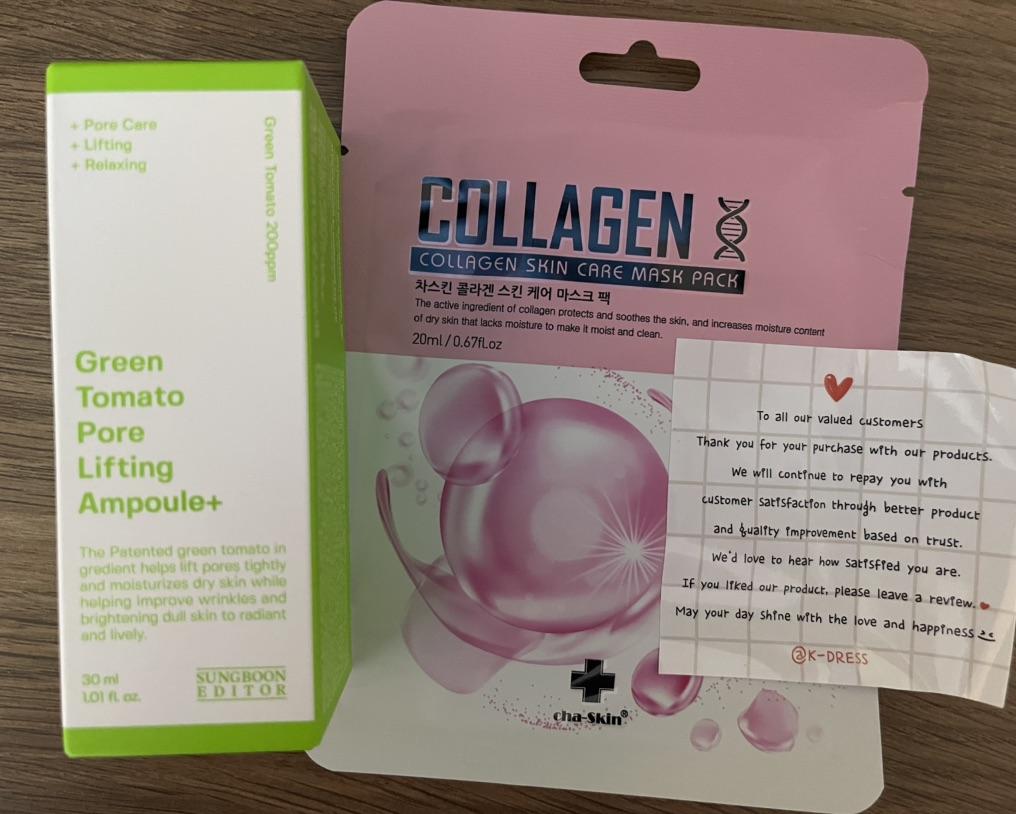 + Pore Care
+ Lifting
+ Relaxing
Green Tomato 200ppm
Green
Tomato
Pore
Lifting
Ampoule+
The Patented green tomato in
gredient helps lift pores tightly
and moisturizes dry skin while
helping improve wrinkles and
brightening dull skin to radiant
and lively.
30 ml
1.01 fl. oz.
SUNGBOON
EDITOR
COLLAGEN
COLLAGEN SKIN CARE MASK PACK
차스킨 콜라겐 스킨 케어 마스크 팩
The active ingredient of collagen protects and soothes the skin, and increases moisture content
of dry skin that lacks moisture to make it moist and clean.
20ml / 0.67fl.oz
cha-skin®
To all our valued customers
Thank you for your purchase with our products.
We will continue to repay you with
customer satisfaction through better product
and quality improvement based on trust.
We'd love to hear how satisfied you are.
If you liked our product, please leave a review.
May your day shine with the love and happiness
@K-DRESS